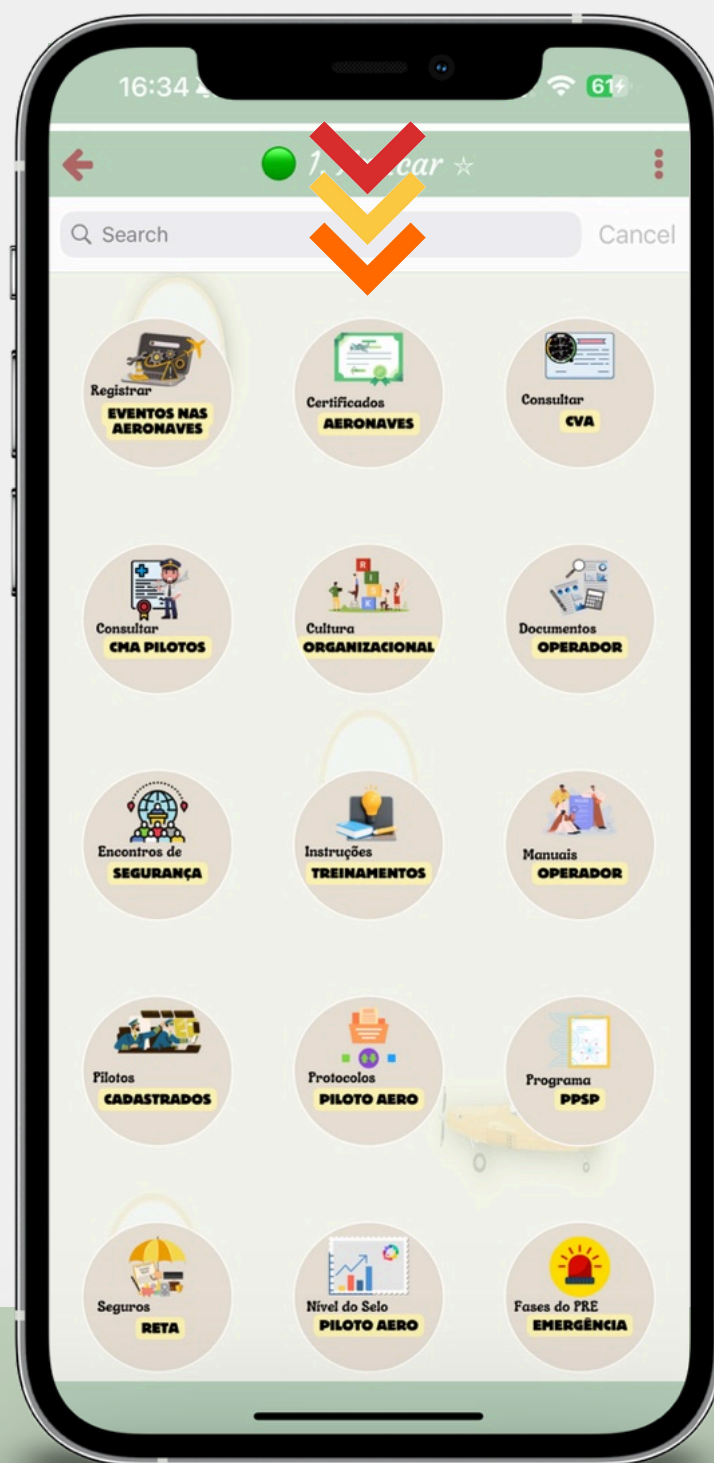 16:34
61
1.
Search
Cancel
Registrar
EVENTOS NAS
AERONAVES
Certificados
AERONAVES
Consultar
CVA
Consultar
CMA PILOTOS
R
I
S
K
Cultura
ORGANIZACIONAL
Documentos
OPERADOR
Encontros de
SEGURANÇA
Instruções
TREINAMENTOS
Manuais
OPERADOR
Pilotos
CADASTRADOS
Protocolos
PILOTO AERO
Programa
PPSP
Seguros
RETA
Nível do Selo
PILOTO AERO
Fases do PRE
EMERGÊNCIA